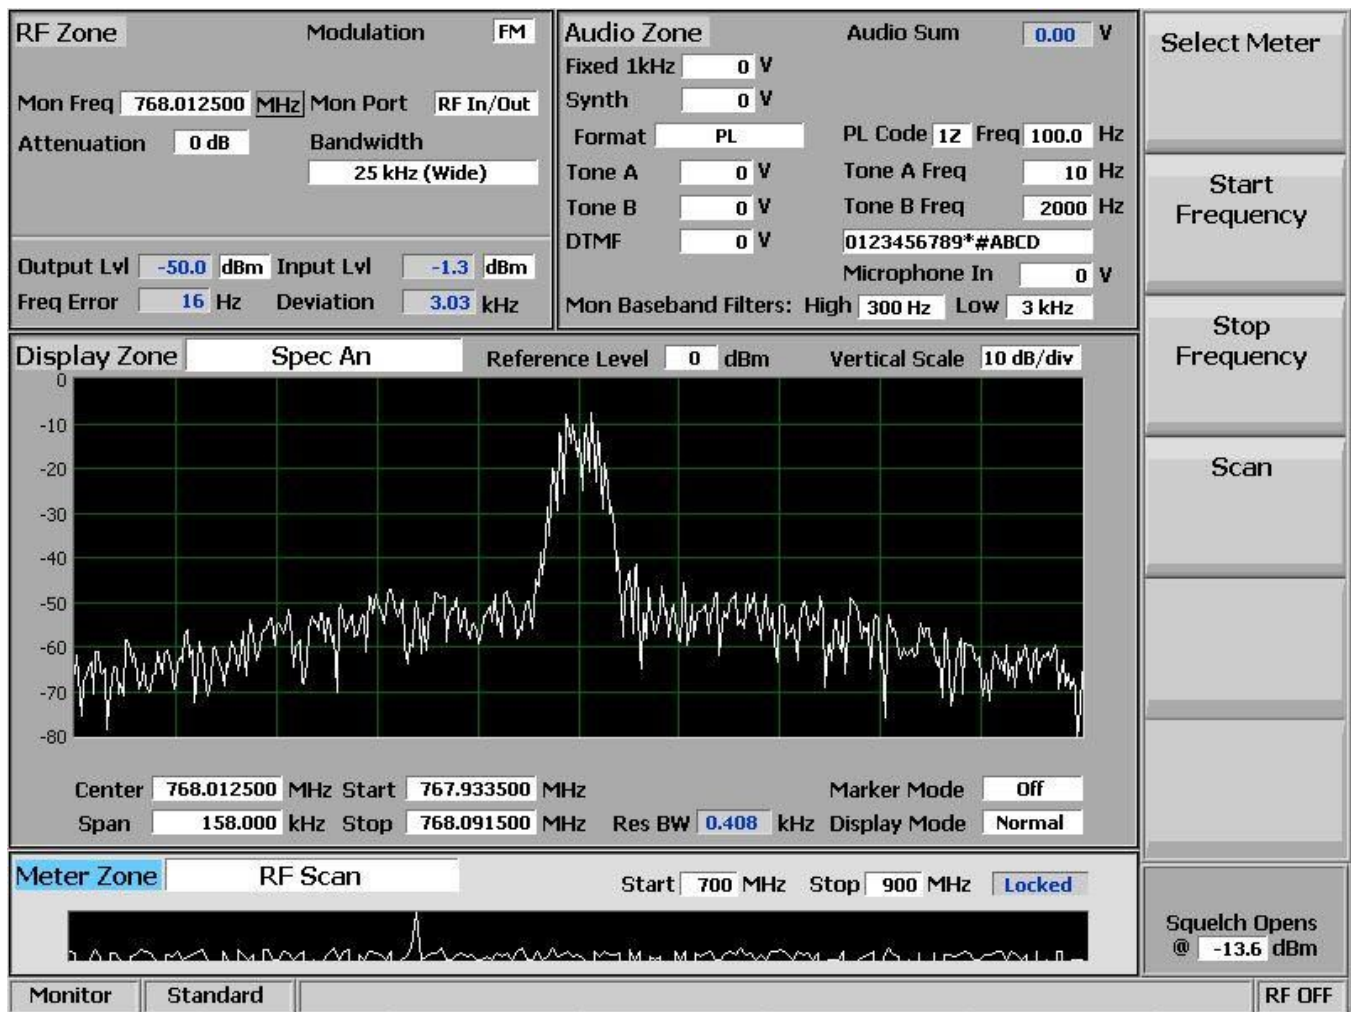 RF Zone Modulation FM
Mon Freq 768.012500 MHz Mon Port RF In/Out
Attenuation 0 dB Bandwidth
25 kHz (Wide)
Output Lvl -50.0 dBm Input Lvl -1.3 dBm
Freq Error 16 Hz Deviation 3.03 kHz
Audio Zone Audio Sum 0.00 V
Fixed 1kHz 0 V
Synth 0 V
Format PL PL Code 1Z Freq 100.0 Hz
Tone A 0 V Tone A Freq 10 Hz
Tone B 0 V Tone B Freq 2000 Hz
DTMF 0 V 0123456789*#ABCD
Microphone In 0 V
Mon Baseband Filters: High 300 Hz Low 3 kHz
Display Zone Spec An Reference Level 0 dBm Vertical Scale 10 dB/div
0
-10
-20
-30
-40
-50
-60
-70
-80
Center 768.012500 MHz Start 767.933500 MHz Marker Mode Off
Span 158.000 kHz Stop 768.091500 MHz Res BW 0.408 kHz Display Mode Normal
Meter Zone RF Scan Start 700 MHz Stop 900 MHz Locked
Select Meter
Start
Frequency
Stop
Frequency
Scan
Squelch Opens
@ -13.6 dBm
Monitor Standard RF OFF